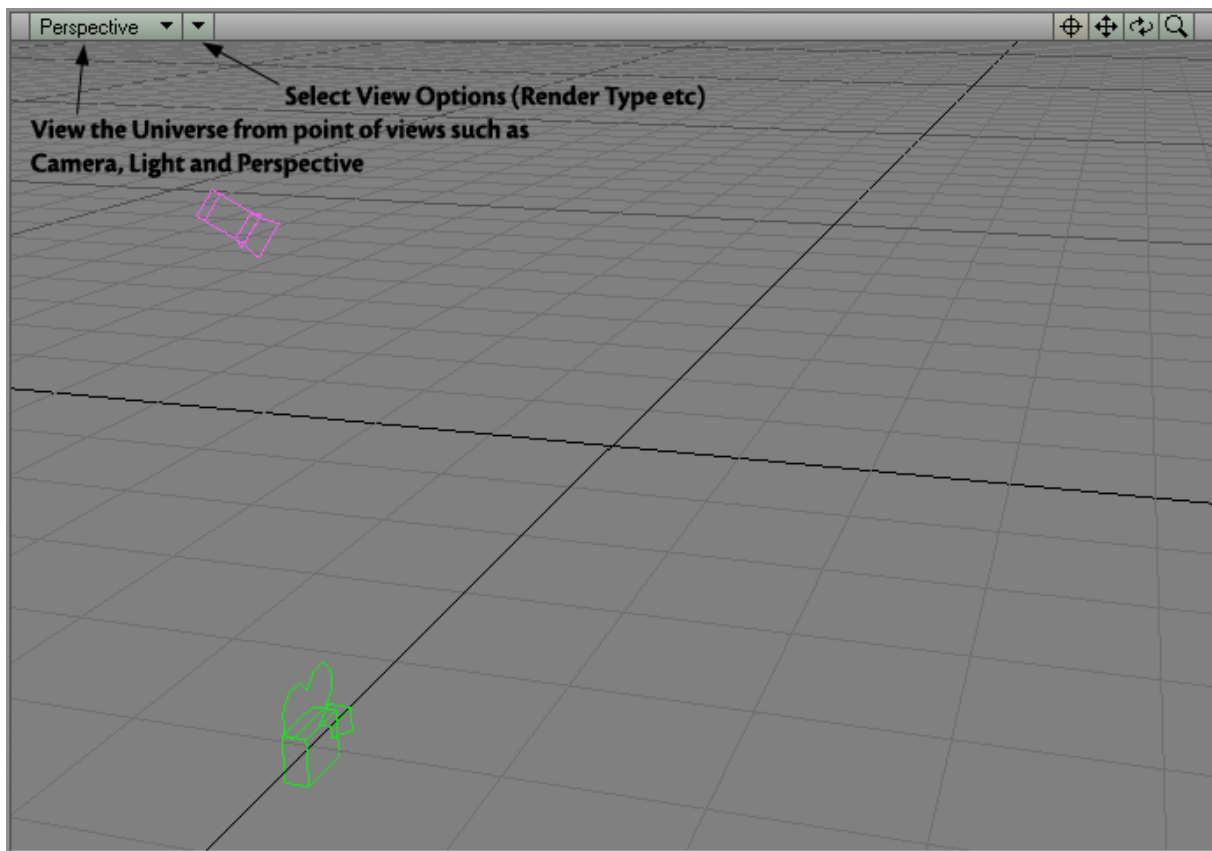 Perspective
Select View Options (Render Type etc)
View the Universe from point of views such as
Camera, Light and Perspective